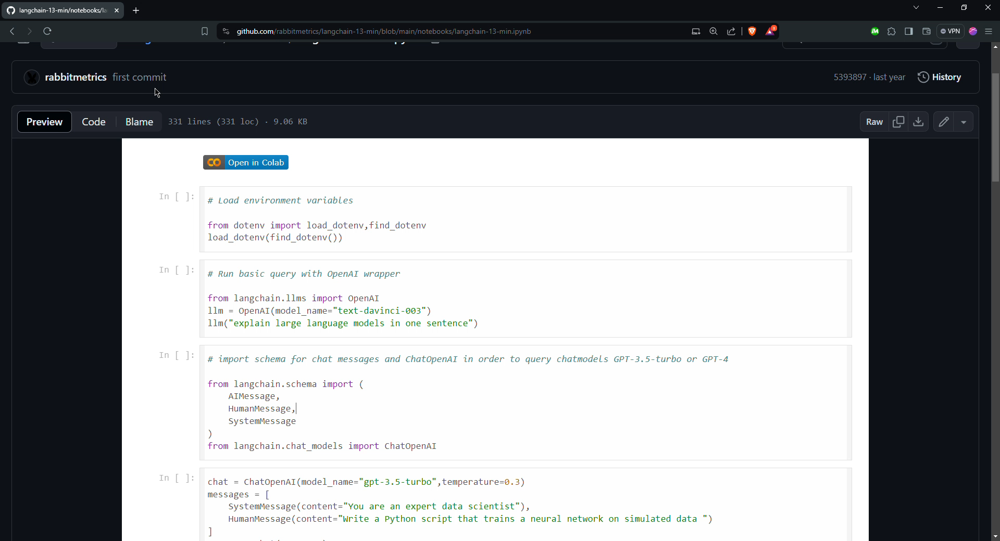 langchain-13-min/notebooks/la
github.com/rabbitmetrics/langchain-13-min/blob/main/notebooks/langchain-13-min.ipynb
3
VPN
rabbitmetrics first commit
5393897 · last year
History
Preview
Code
Blame
331 lines (331 loc) · 9.06 KB
Raw
Open in Colab
In [ ]:
# Load environment variables
from dotenv import load_dotenv,find_dotenv
load_dotenv(find_dotenv())
In [ ]:
# Run basic query with OpenAI wrapper
from langchain.llms import OpenAI
llm = OpenAI(model_name="text-davinci-003")
llm("explain large language models in one sentence")
In [ ]:
# import schema for chat messages and ChatOpenAI in order to query chatmodels GPT-3.5-turbo or GPT-4
from langchain.schema import (
    AIMessage,
    HumanMessage,
    SystemMessage
)
from langchain.chat_models import ChatOpenAI
In [ ]:
chat = ChatOpenAI(model_name="gpt-3.5-turbo",temperature=0.3)
messages = [
    SystemMessage(content="You are an expert data scientist"),
    HumanMessage(content="Write a Python script that trains a neural network on simulated data ")
]